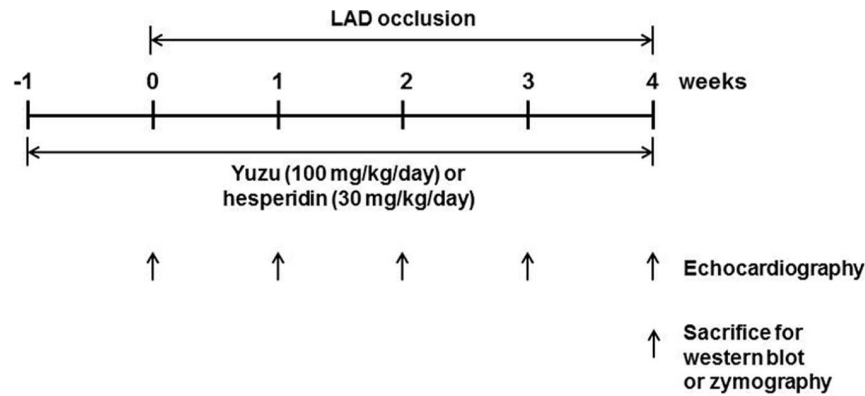 LAD occlusion
-1 0 1 2 3 4 weeks
Yuzu (100 mg/kg/day) or
hesperidin (30 mg/kg/day)
Echocardiography
Sacrifice for
western blot
or zymography